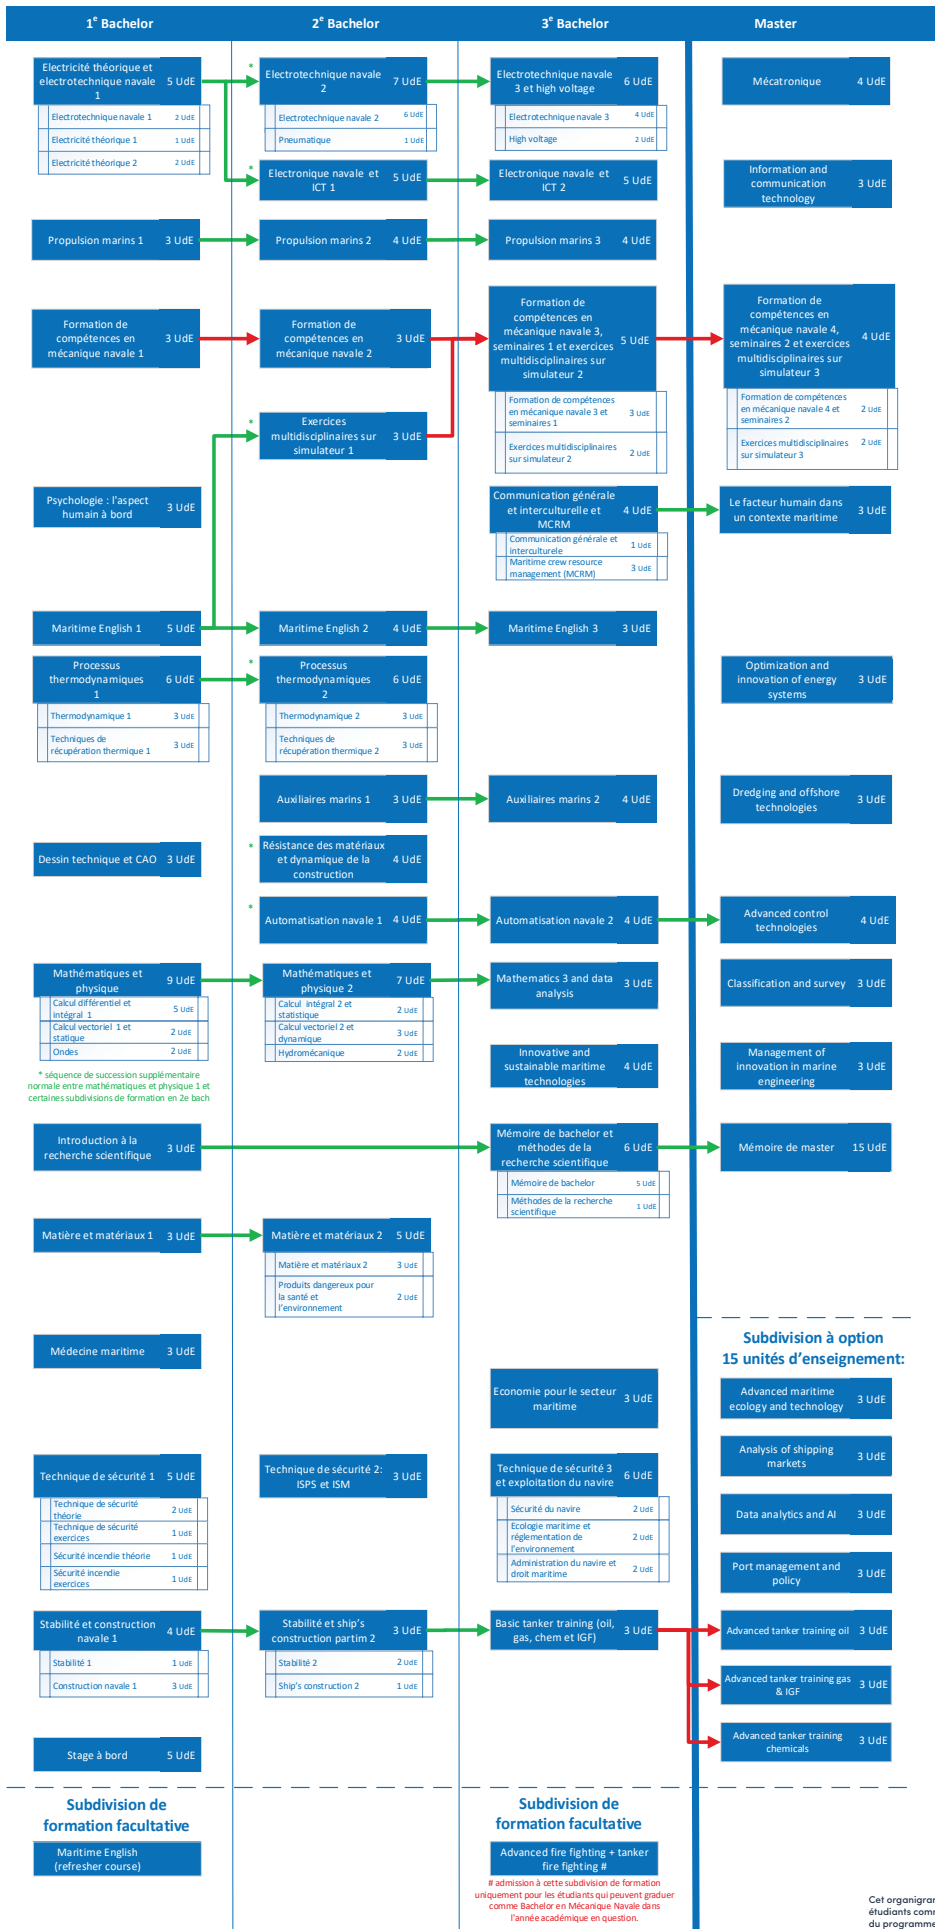 1e Bachelor
2e Bachelor
3e Bachelor
Master
Electricité théorique et
electrotechnique navale
1
5 UdE
Electrotechnique navale 1 2 UdE
Electricité théorique 1 1 UdE
Electricité théorique 2 2 UdE
*
Electrotechnique navale
2
7 UdE
Electrotechnique navale 2 6 UdE
Pneumatique 1 UdE
Electrotechnique navale
3 et high voltage
6 UdE
Electrotechnique navale 3 4 UdE
High voltage 2 UdE
Mécatronique 4 UdE
*
Electronique navale et
ICT 1
5 UdE
Electronique navale et
ICT 2
5 UdE
Information and
communication
technology
3 UdE
Propulsion marins 1 3 UdE
Propulsion marins 2 4 UdE
Propulsion marins 3 4 UdE
Formation de
compétences en
mécanique navale 1
3 UdE
Formation de
compétences en
mécanique navale 2
3 UdE
Formation de
compétences en
mécanique navale 3,
seminaires 1 et exercices
multidisciplinaires sur
simulateur 2
5 UdE
Formation de compétences
en mécanique navale 3 et
seminaires 1
3 UdE
Exercices multidisciplinaires
sur simulateur 2
2 UdE
Formation de
compétences en
mécanique navale 4,
seminaires 2 et exercices
multidisciplinaires sur
simulateur 3
4 UdE
Formation de compétences
en mécanique navale 4 et
seminaires 2
2 UdE
Exercices multidisciplinaires
sur simulateur 3
2 UdE
*
Exercices
multidisciplinaires sur
simulateur 1
3 UdE
Psychologie : l'aspect
humain à bord
3 UdE
Communication générale
et interculturelle et
MCRM
4 UdE
Communication générale et
interculturele
1 UdE
Maritime crew resource
management (MCRM)
3 UdE
Le facteur humain dans
un contexte maritime
3 UdE
Maritime English 1 5 UdE
Maritime English 2 4 UdE
Maritime English 3 3 UdE
Processus
thermodynamiques
1
6 UdE
Thermodynamique 1 3 UdE
Techniques de
récupération thermique 1
3 UdE
*
Processus
thermodynamiques
2
6 UdE
Thermodynamique 2 3 UdE
Techniques de
récupération thermique 2
3 UdE
Optimization and
innovation of energy
systems
3 UdE
Auxiliaires marins 1 3 UdE
Auxiliaires marins 2 4 UdE
Dredging and offshore
technologies
3 UdE
Dessin technique et CAO 3 UdE
*
Résistance des matériaux
et dynamique de la
construction
4 UdE
*
Automatisation navale 1 4 UdE
Automatisation navale 2 4 UdE
Advanced control
technologies
4 UdE
Mathématiques et
physique
9 UdE
Calcul différentiel et
intégral 1
5 UdE
Calcul vectoriel 1 et
statique
2 UdE
Ondes 2 UdE
Mathématiques et
physique 2
7 UdE
Calcul intégral 2 et
statistique
2 UdE
Calcul vectoriel 2 et
dynamique
3 UdE
Hydromécanique 2 UdE
Mathematics 3 and data
analysis
3 UdE
Classification and survey 3 UdE
* séquence de succession supplémentaire
normale entre mathématiques et physique 1 et
certaines subdivisions de formation en 2e bach
Innovative and
sustainable maritime
technologies
4 UdE
Management of
innovation in marine
engineering
3 UdE
Introduction à la
recherche scientifique
3 UdE
Mémoire de bachelor et
méthodes de la
recherche scientifique
6 UdE
Mémoire de bachelor 5 UdE
Méthodes de la recherche
scientifique
1 UdE
Mémoire de master 15 UdE
Matière et matériaux 1 3 UdE
Matière et matériaux 2 5 UdE
Matière et matériaux 2 3 UdE
Produits dangereux pour
la santé et
l'environnement
2 UdE
Médecine maritime 3 UdE
Subdivision à option
15 unités d'enseignement:
Economie pour le secteur
maritime
3 UdE
Advanced maritime
ecology and technology
3 UdE
Analysis of shipping
markets
3 UdE
Technique de sécurité 1 5 UdE
Technique de sécurité
théorie
2 UdE
Technique de sécurité
exercices
1 UdE
Sécurité incendie théorie 1 UdE
Sécurité incendie
exercices
1 UdE
Technique de sécurité 2:
ISPS et ISM
3 UdE
Technique de sécurité 3
et exploitation du navire
6 UdE
Sécurité du navire 2 UdE
Ecologie maritime et
réglementation de
l'environnement
2 UdE
Administration du navire et
droit maritime
2 UdE
Data analytics and AI 3 UdE
Port management and
policy
3 UdE
Stabilité et construction
navale 1
4 UdE
Stabilité 1 1 UdE
Construction navale 1 3 UdE
Stabilité et ship's
construction partim 2
3 UdE
Stabilité 2 2 UdE
Ship's construction 2 1 UdE
Basic tanker training (oil,
gas, chem et IGF)
3 UdE
Advanced tanker training oil 3 UdE
Advanced tanker training gas
& IGF
3 UdE
Advanced tanker training
chemicals
3 UdE
Stage à bord 5 UdE
Subdivision de
formation facultative
Maritime English
(refresher course)
Subdivision de
formation facultative
Advanced fire fighting + tanker
fire fighting #
# admission à cette subdivision de formation
uniquement pour les étudiants qui peuvent graduer
comme Bachelor en Mécanique Navale dans
l'année académique en question.
Cet organigran
étudiants comm
du programme